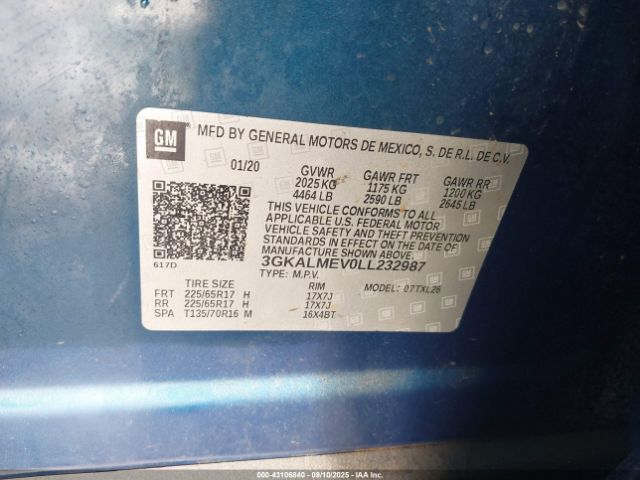 GM
MFD BY GENERAL MOTORS DE MEXICO, S. DE R.L. DE C.V.
01/20 GVWR GAWR FRT GAWR RR
2025 KG 1175 KG 1200 KG
4464 LB 2590 LB 2645 LB
THIS VEHICLE CONFORMS TO ALL
APPLICABLE U.S. FEDERAL MOTOR
VEHICLE SAFETY AND THEFT PREVENTION
STANDARDS IN EFFECT ON THE DATE OF
MANUFACTURE SHOWN ABOVE.
617D
3GKALMEV0LL232987
TYPE: M.P.V. 07TXL26
TIRE SIZE RIM
FRT 225/65R17 H 17X7J
RR 225/65R17 H 17X7J
SPA T135/70R16 M 16X4BT
© - 43106840 - 09/10/2025 - IAA Inc.